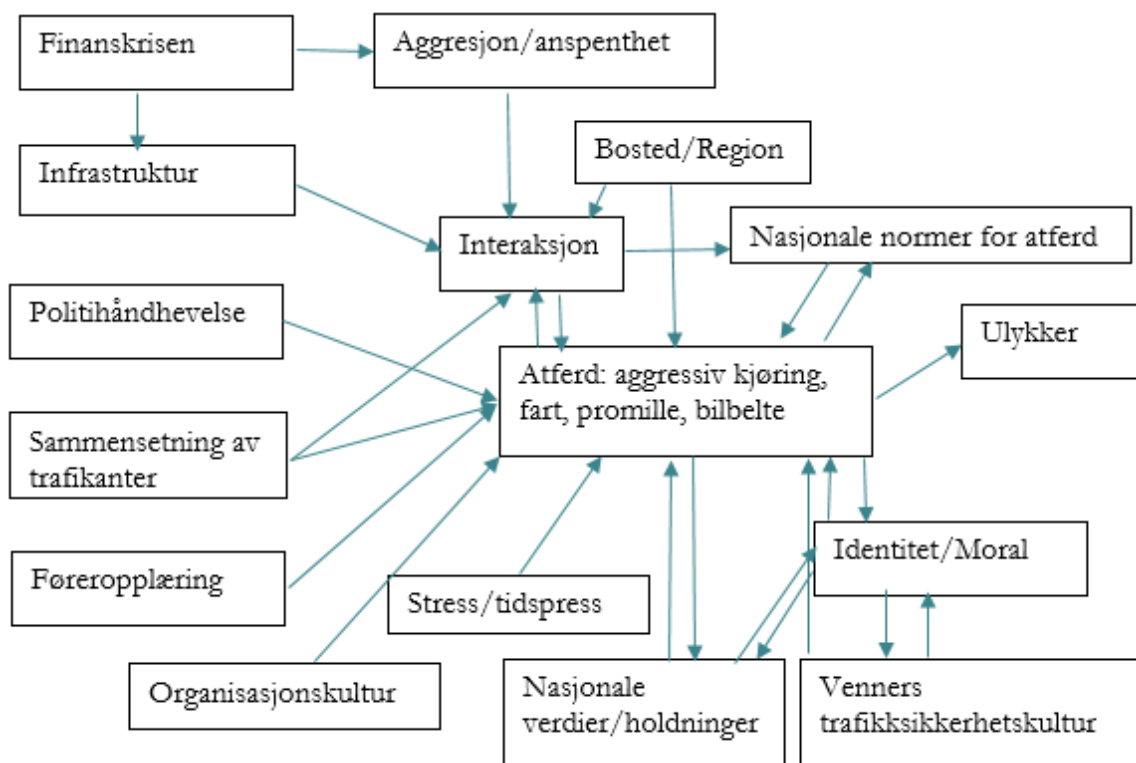 Finanskrisen
Aggresjon/anspenthet
Infrastruktur
Bosted/Region
Interaksjon
Nasjonale normer for atferd
Politihåndhevelse
Ulykker
Atferd: aggressiv kjøring,
fart, promille, bilbelte
Sammensetning av
trafikanter
Identitet/Moral
Føreropplæring
Stress/tidspress
Organisasjonskultur
Nasjonale
verdier/holdninger
Venners
trafikksikkerhetskultur